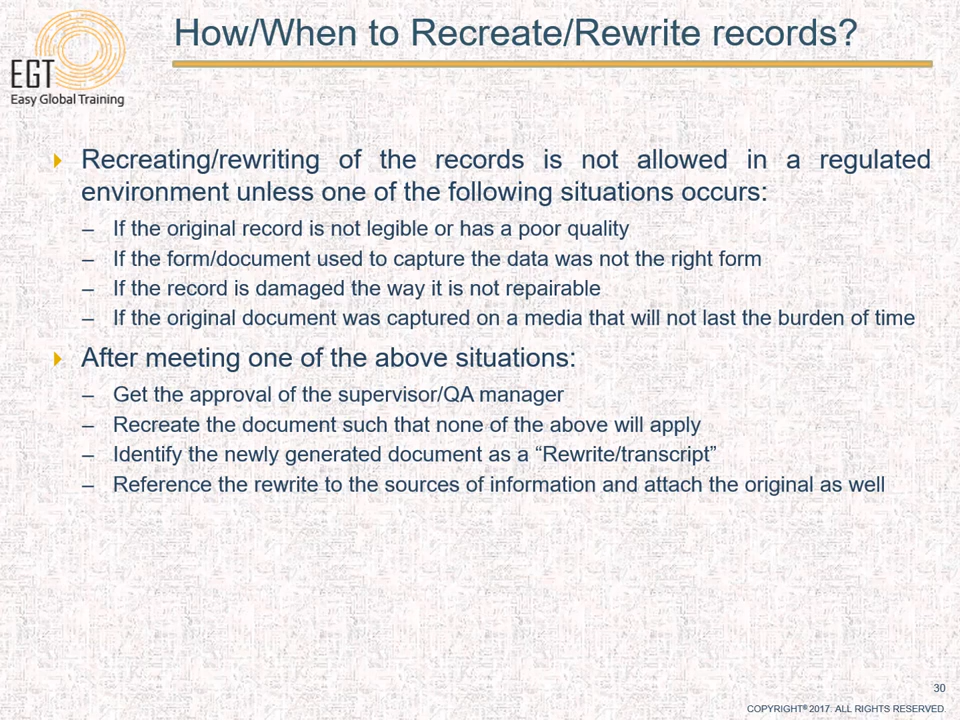 How/When to Recreate/Rewrite records?
EGT
Easy Global Training
Recreating/rewriting of the records is not allowed in a regulated
environment unless one of the following situations occurs:
– If the original record is not legible or has a poor quality
– If the form/document used to capture the data was not the right form
– If the record is damaged the way it is not repairable
– If the original document was captured on a media that will not last the burden of time
After meeting one of the above situations:
– Get the approval of the supervisor/QA manager
– Recreate the document such that none of the above will apply
– Identify the newly generated document as a “Rewrite/transcript”
– Reference the rewrite to the sources of information and attach the original as well
30
COPYRIGHT® 2017. ALL RIGHTS RESERVED.